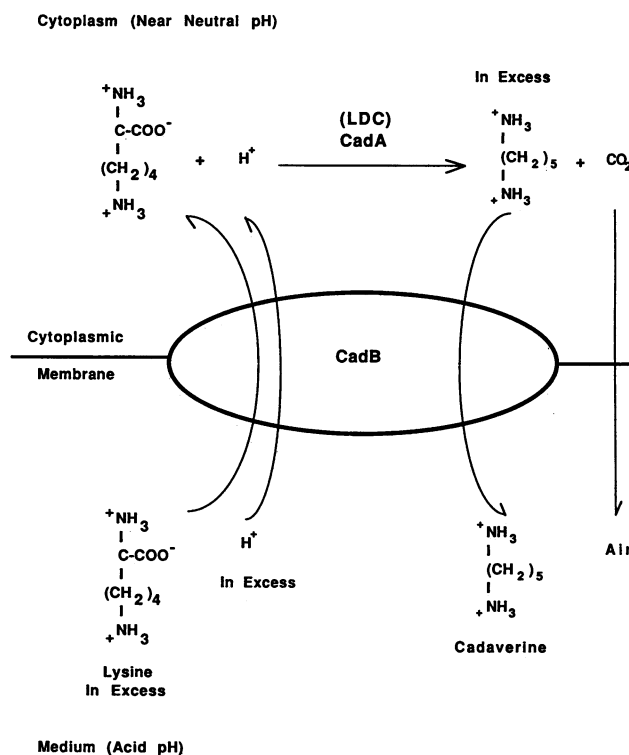 Cytoplasm (Near Neutral pH)
In Excess
+NH3
C-COO-
(CH2)4
+NH3
+ H+
(LDC)
CadA
+NH3
(CH2)5
+NH3
+ CO2
Cytoplasmic
Membrane
CadB
+NH3
C-COO-
(CH2)4
+NH3
Lysine
In Excess
H+
In Excess
+NH3
(CH2)5
+NH3
Cadaverine
Air
Medium (Acid pH)